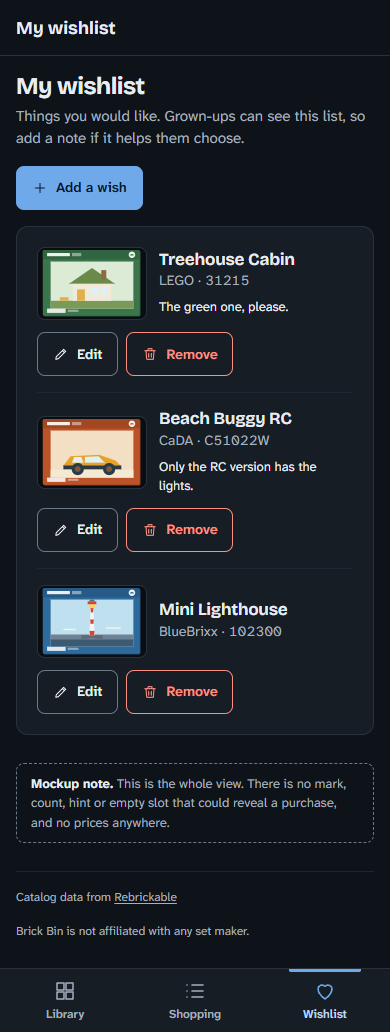 My wishlist
My wishlist
Things you would like. Grown-ups can see this list, so
add a note if it helps them choose.
Add a wish
Treehouse Cabin
LEGO · 31215
The green one, please.
Edit
Remove
Beach Buggy RC
CaDA · C51022W
Only the RC version has the
lights.
Edit
Remove
Mini Lighthouse
BlueBrixx · 102300
Edit
Remove
Mockup note. This is the whole view. There is no mark,
count, hint or empty slot that could reveal a purchase,
and no prices anywhere.
Catalog data from Rebrickable
Brick Bin is not affiliated with any set maker.
Library
Shopping
Wishlist